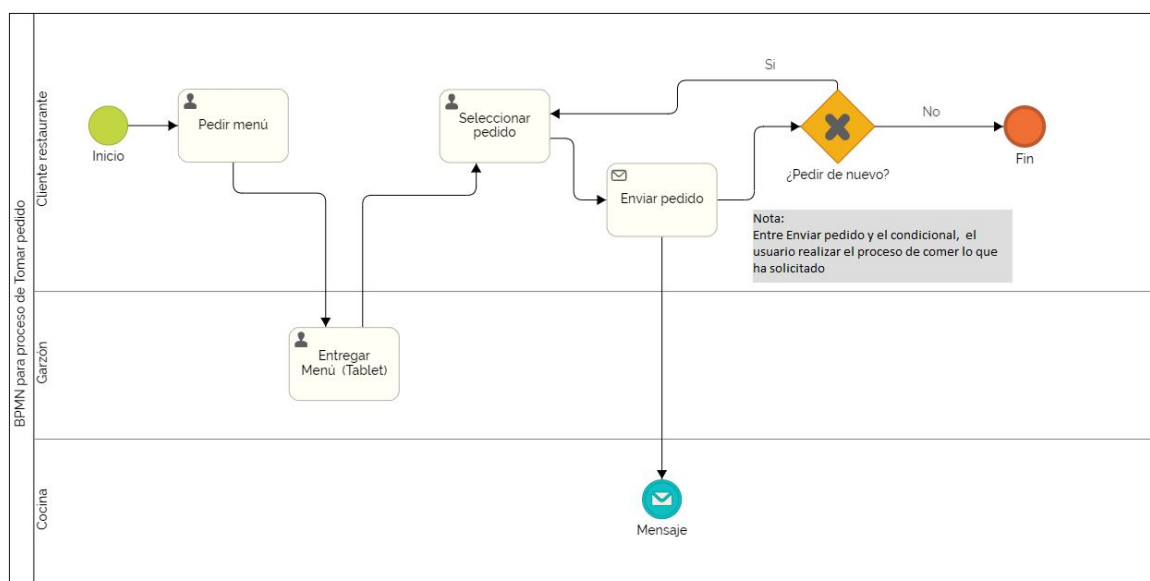 BPMN para proceso de Tomar pedido
Cliente restaurante
Inicio
Pedir menú
Seleccionar
pedido
Enviar pedido
Si
¿Pedir de nuevo?
No
Fin
Nota:
Entre Enviar pedido y el condicional, el
usuario realizar el proceso de comer lo que
ha solicitado
Garzón
Entregar
Menú (Tablet)
Cocina
Mensaje